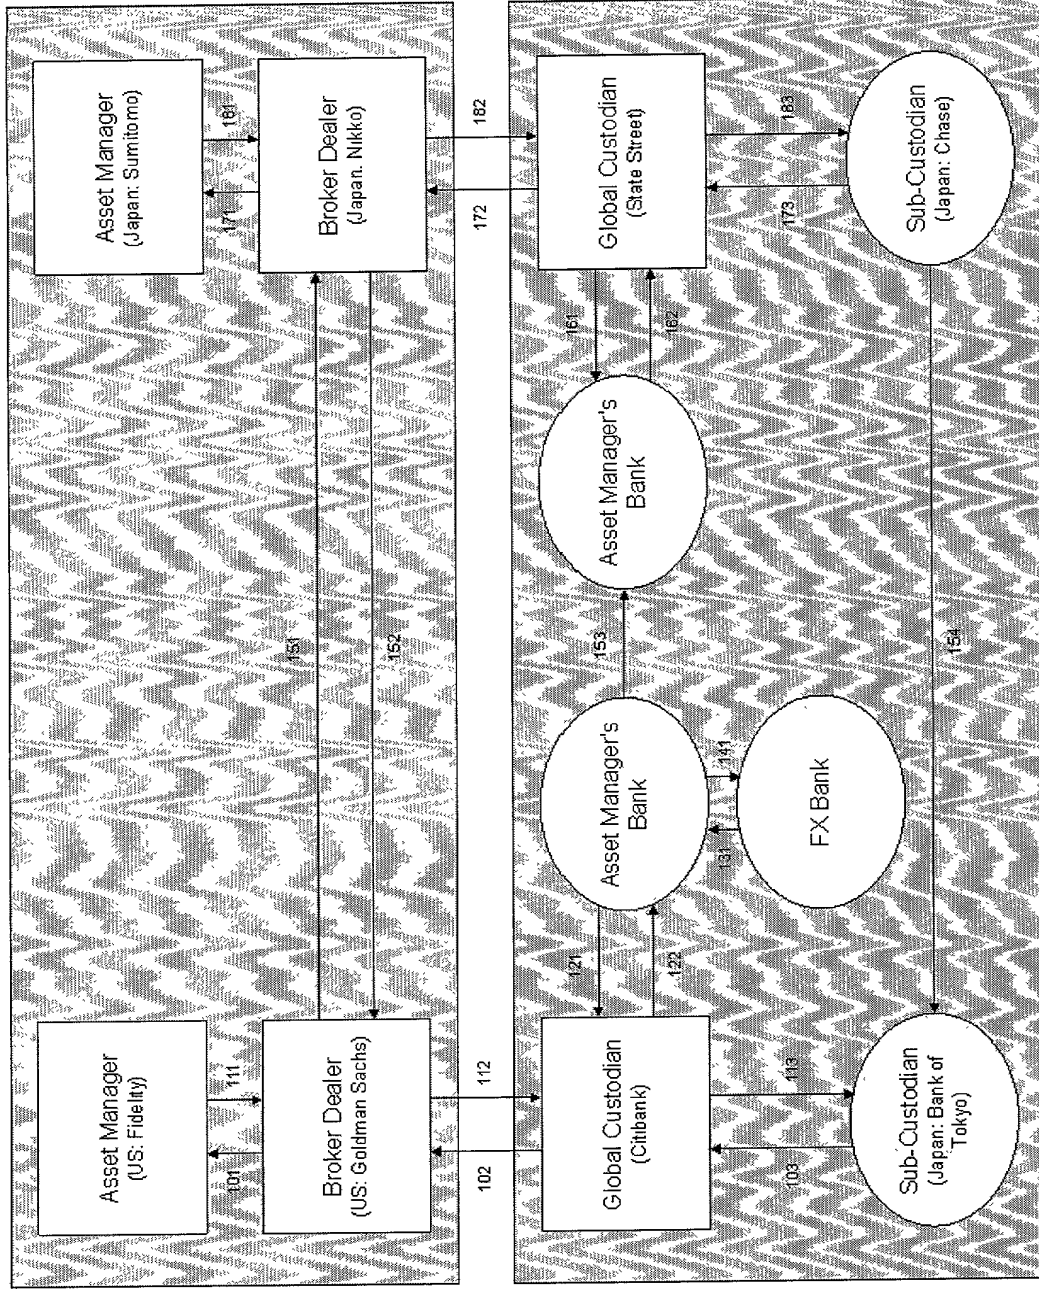 Asset Manager
(US: Fidelity)
Asset Manager
(Japan: Sumitomo)
101
111
171
181
Broker Dealer
(US: Goldman Sachs)
151
152
Broker Dealer
(Japan: Nikko)
102
112
172
182
Global Custodian
(Citibank)
121
122
Asset Manager's
Bank
153
Asset Manager's
Bank
161
162
Global Custodian
(State Street)
131
141
103
113
173
183
FX Bank
Sub-Custodian
(Japan: Bank of
Tokyo)
154
Sub-Custodian
(Japan: Chase)